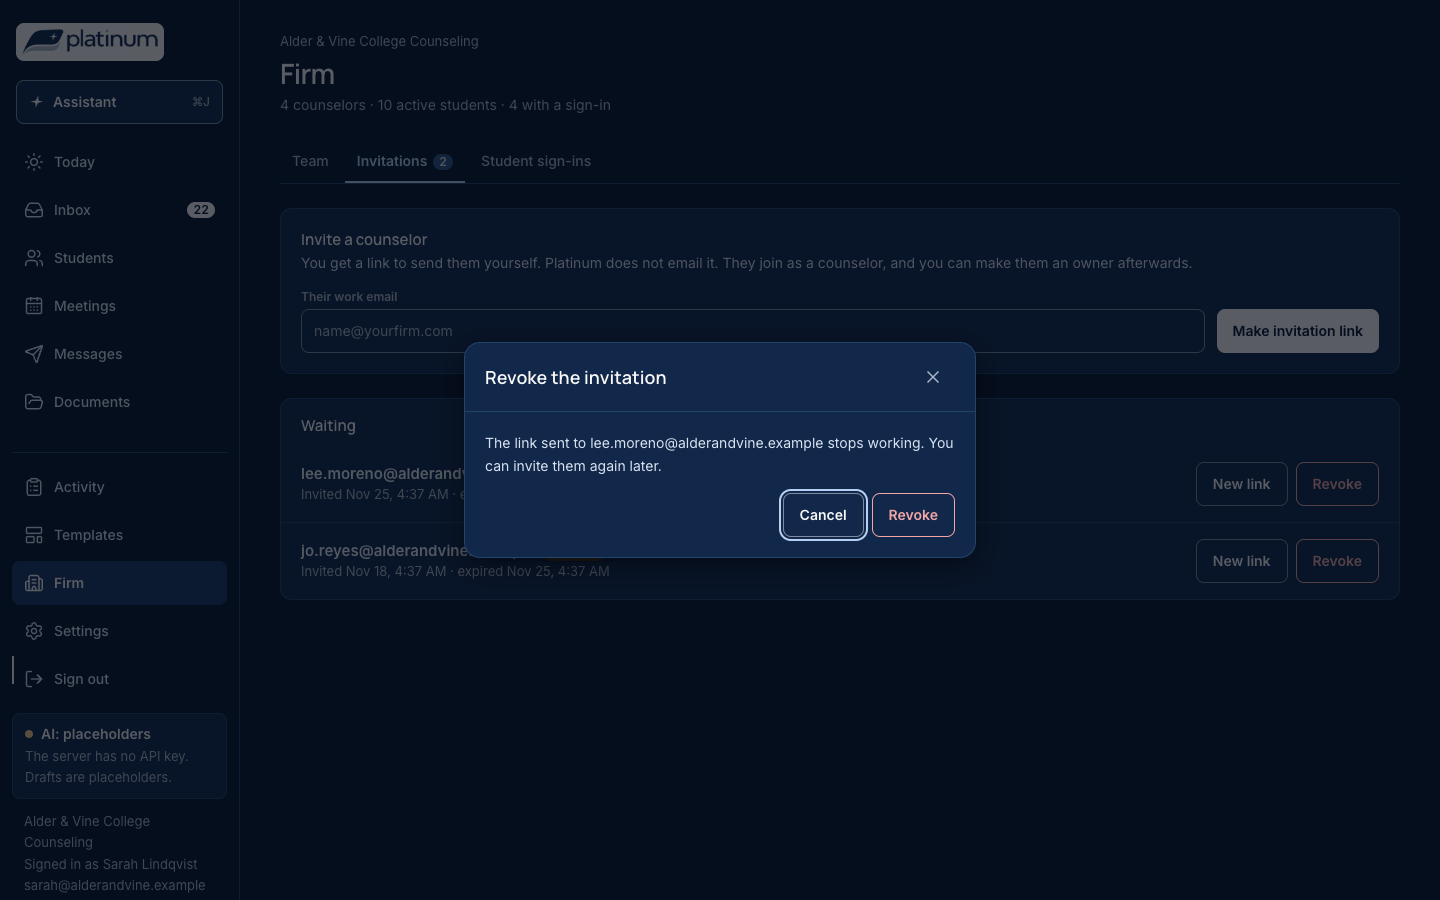 platinum
Assistant ⌘J
Today
Inbox 22
Students
Meetings
Messages
Documents
Activity
Templates
Firm
Settings
Sign out
AI: placeholders
The server has no API key.
Drafts are placeholders.
Alder & Vine College
Counseling
Signed in as Sarah Lindqvist
sarah@alderandvine.example
Alder & Vine College Counseling
Firm
4 counselors · 10 active students · 4 with a sign-in
Team Invitations 2 Student sign-ins
Invite a counselor
You get a link to send them yourself. Platinum does not email it. They join as a counselor, and you can make them an owner afterwards.
Their work email
name@yourfirm.com Make invitation link
Waiting
lee.moreno@alderand
Invited Nov 25, 4:37 AM ·
New link Revoke
jo.reyes@alderandvine.
Invited Nov 18, 4:37 AM · expired Nov 25, 4:37 AM
New link Revoke
Revoke the invitation
The link sent to lee.moreno@alderandvine.example stops working. You
can invite them again later.
Cancel Revoke